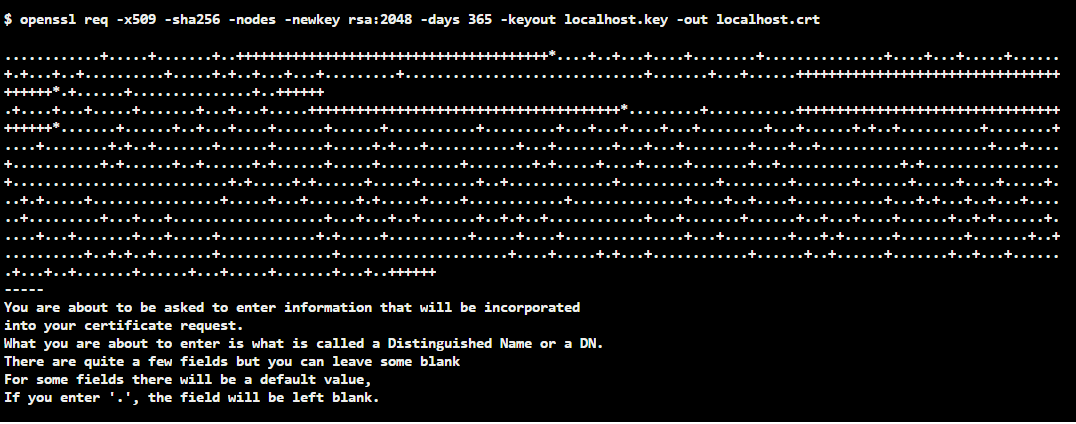 $ openssl req -x509 -sha256 -nodes -newkey rsa:2048 -days 365 -keyout localhost.key -out localhost.crt
............+.....+.......+..+++++++++++++++++++++++++++++++++++++++*....+..+...+....+........+...............+....+...+.....+......
+.+...+..+..........+.....+.+..+...+...+.........+..............................+.......+...+......+++++++++++++++++++++++++++++++++
++++++*.+......+...............+..++++++
.+....+...+.....+......+...+...+.....+++++++++++++++++++++++++++++++++++++++*.........+...........+++++++++++++++++++++++++++++++++
++++++*.......+......+..+...+....+......+......+...........+.........+...+...+....+...+........+...+......+.+..+..........+........+
....+........+.+..+.......+......+......+.....+.+...+...........+....+.......+...+...+........+....+..+.....................+...+....
+...........+.+......+..+......+.+......+.....+..........+........+.+.....+....+.....+.......+..+...............+.+.................
+...........................+.+.....+.+......+.....+......+..+.............+............+.........+.......+......+.....+....+.....+.
..+.+.....+.............+...+......+.+.....+.....+............+..............+....+..+....+...........+...+.+..+.+...+..+...+....
..+.........+...+...+...................+...+...+..+.......+..+.+..+............+...+......+......+..+...+....+......+..+.+......+.
....+...+.......+...+......+............+.+.....+..........+.....+....+...............+...+........+...+.+......+......+.......+..+
..........+..+.+..+.......+..............+.....................+....+.....+.+...+............+......+..+......+.......+..+...+......
.+...+..+.......+......+...+.....+.......+...+..++++++
-----
You are about to be asked to enter information that will be incorporated
into your certificate request.
What you are about to enter is what is called a Distinguished Name or a DN.
There are quite a few fields but you can leave some blank
For some fields there will be a default value,
If you enter '.', the field will be left blank.